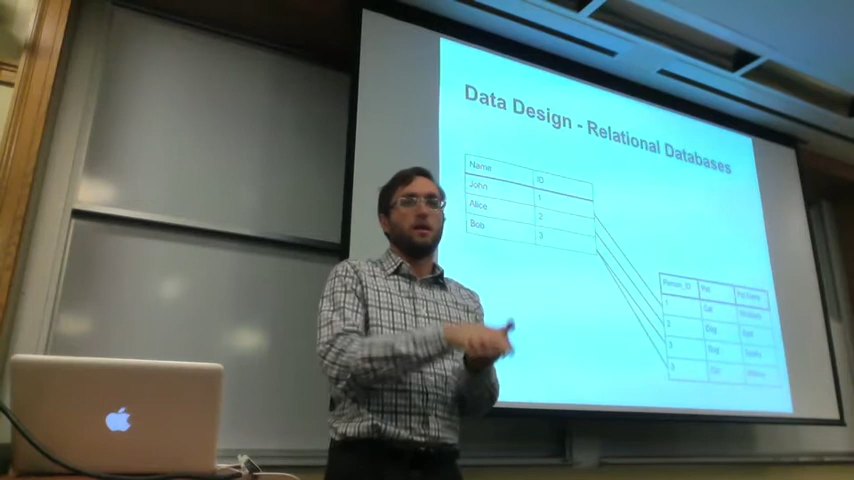 Data Design - Relational Databases
Name ID
John 1
Alice 2
Bob 3
Person_ID Pet
1 Cat
2 Dog
3 Dog
3